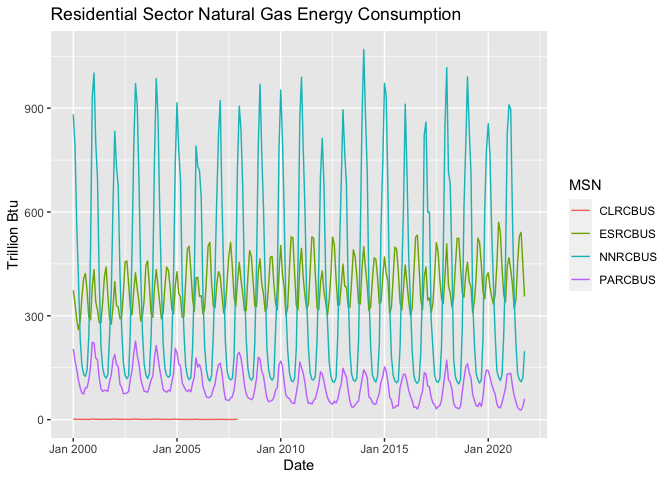 Residential Sector Natural Gas Energy Consumption
Trillion Btu
900
600
300
0
Jan 2000
Jan 2005
Jan 2010
Jan 2015
Jan 2020
Date
MSN
CLRCBUS
ESRCBUS
NNRCBUS
PARCBUS